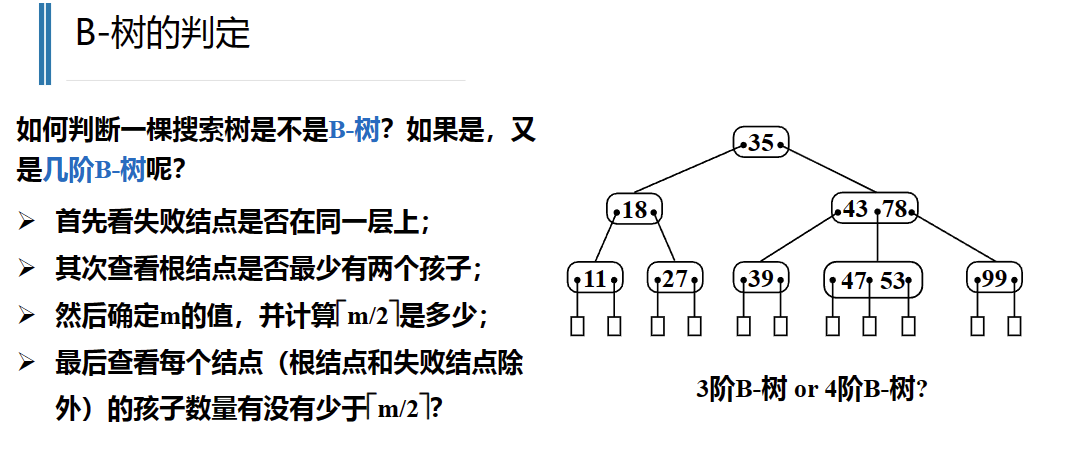 B-树的判定
如何判断一棵搜索树是不是B-树？如果是，又
是几阶B-树呢？
➢ 首先看失败结点是否在同一层上；
➢ 其次查看根结点是否最少有两个孩子；
➢ 然后确定m的值，并计算⌈m/2⌉是多少；
➢ 最后查看每个结点（根结点和失败结点除
外）的孩子数量有没有少于⌈m/2⌉？
35
18
43 78
11
27
39
47 53
99
3阶B-树 or 4阶B-树?